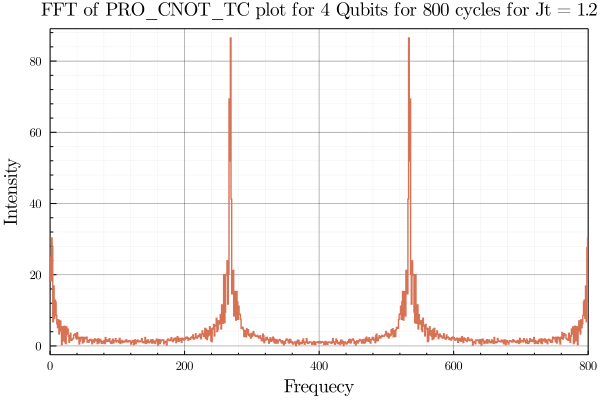 FFT of PRO_CNOT_TC plot for 4 Qubits for 800 cycles for Jt = 1.2
Intensity
80
60
40
20
0
0 200 400 600 800
Frequecy